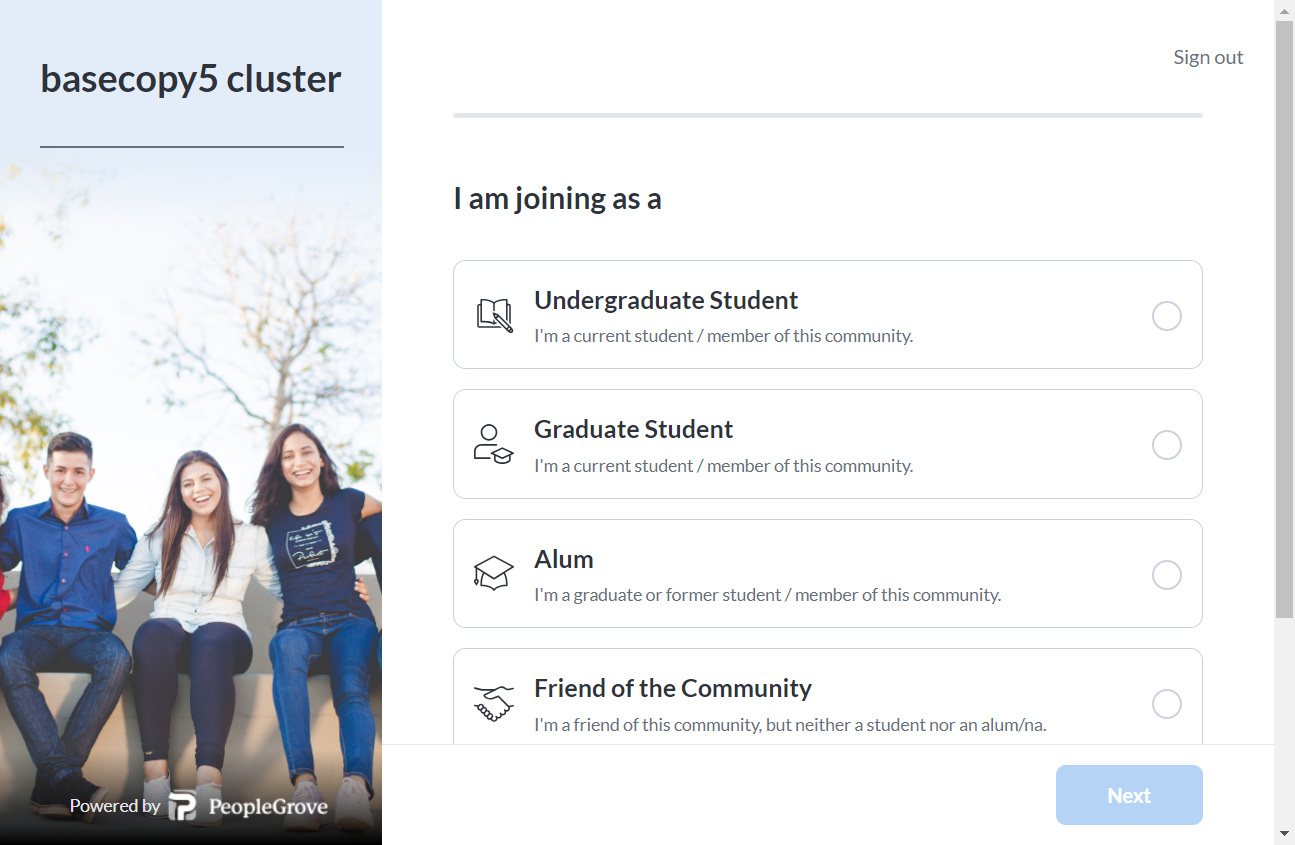 basecopy5 cluster
Sign out
I am joining as a
Undergraduate Student
I'm a current student / member of this community.
Graduate Student
I'm a current student / member of this community.
Alum
I'm a graduate or former student / member of this community.
Friend of the Community
I'm a friend of this community, but neither a student nor an alum/na.
Powered by PeopleGrove
Next